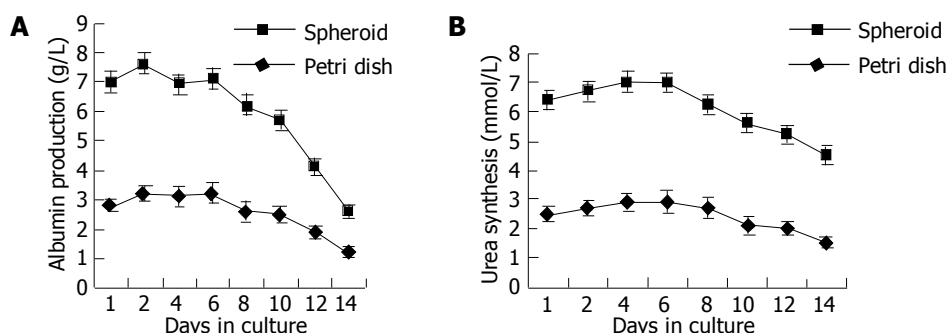 A
Spheroid
Petri dish
Albumin production (g/L)
9
8
7
6
5
4
3
2
1
0
1 2 4 6 8 10 12 14
Days in culture
B
Spheroid
Petri dish
Urea synthesis (mmol/L)
8
7
6
5
4
3
2
1
0
1 2 4 6 8 10 12 14
Days in culture